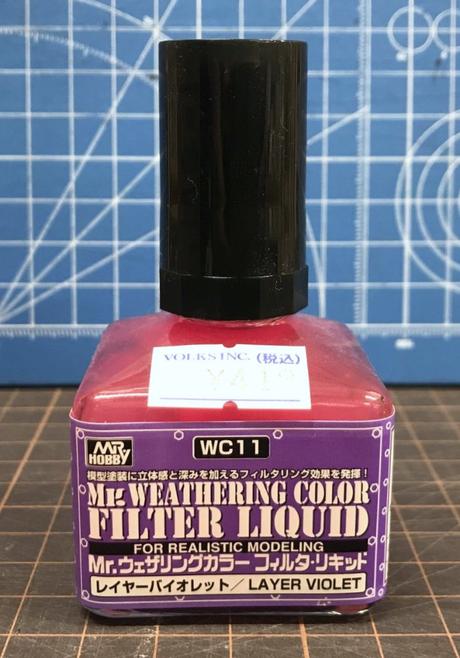 VOLKS INC. (税込)
MR HOBBY
WC11
模型塗装に立体感と深みを加えるフィルタリング効果を発揮！
Mr. WEATHERING COLOR
FILTER LIQUID
FOR REALISTIC MODELING
Mr.ウェザリングカラー フィルタ・リキッド
レイヤーバイオレット／LAYER VIOLET